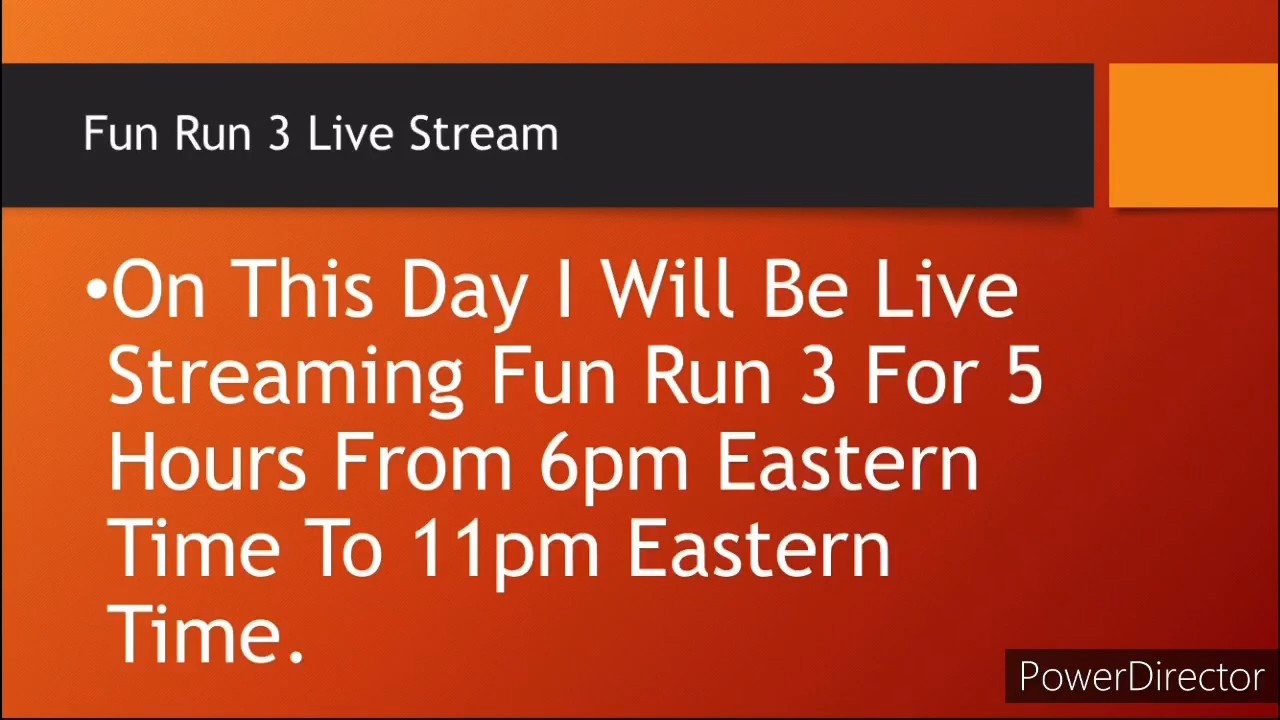 Fun Run 3 Live Stream
•On This Day I Will Be Live
Streaming Fun Run 3 For 5
Hours From 6pm Eastern
Time To 11pm Eastern
Time.
PowerDirector